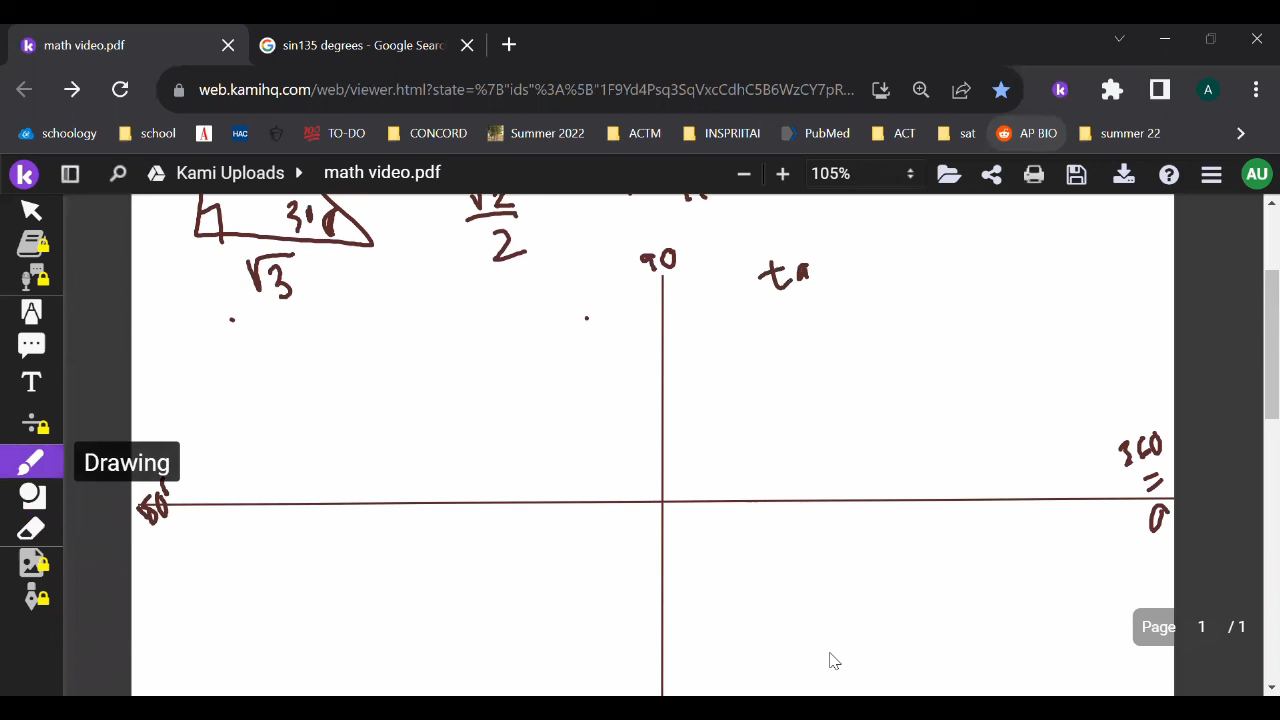 math video.pdf
sin135 degrees - Google Searc
web.kamihq.com/web/viewer.html?state=%7B"ids"%3A%5B"1F9Yd4Psq3SqVxcCdhC5B6WzCY7pR...
A
schoology school HAC TO-DO CONCORD Summer 2022 ACTM INSPRIITAI PubMed ACT sat AP BIO summer 22
Kami Uploads math video.pdf 105% AU
30
√3
√2
2
90
ta
360
=
0
Drawing
Page 1 / 1